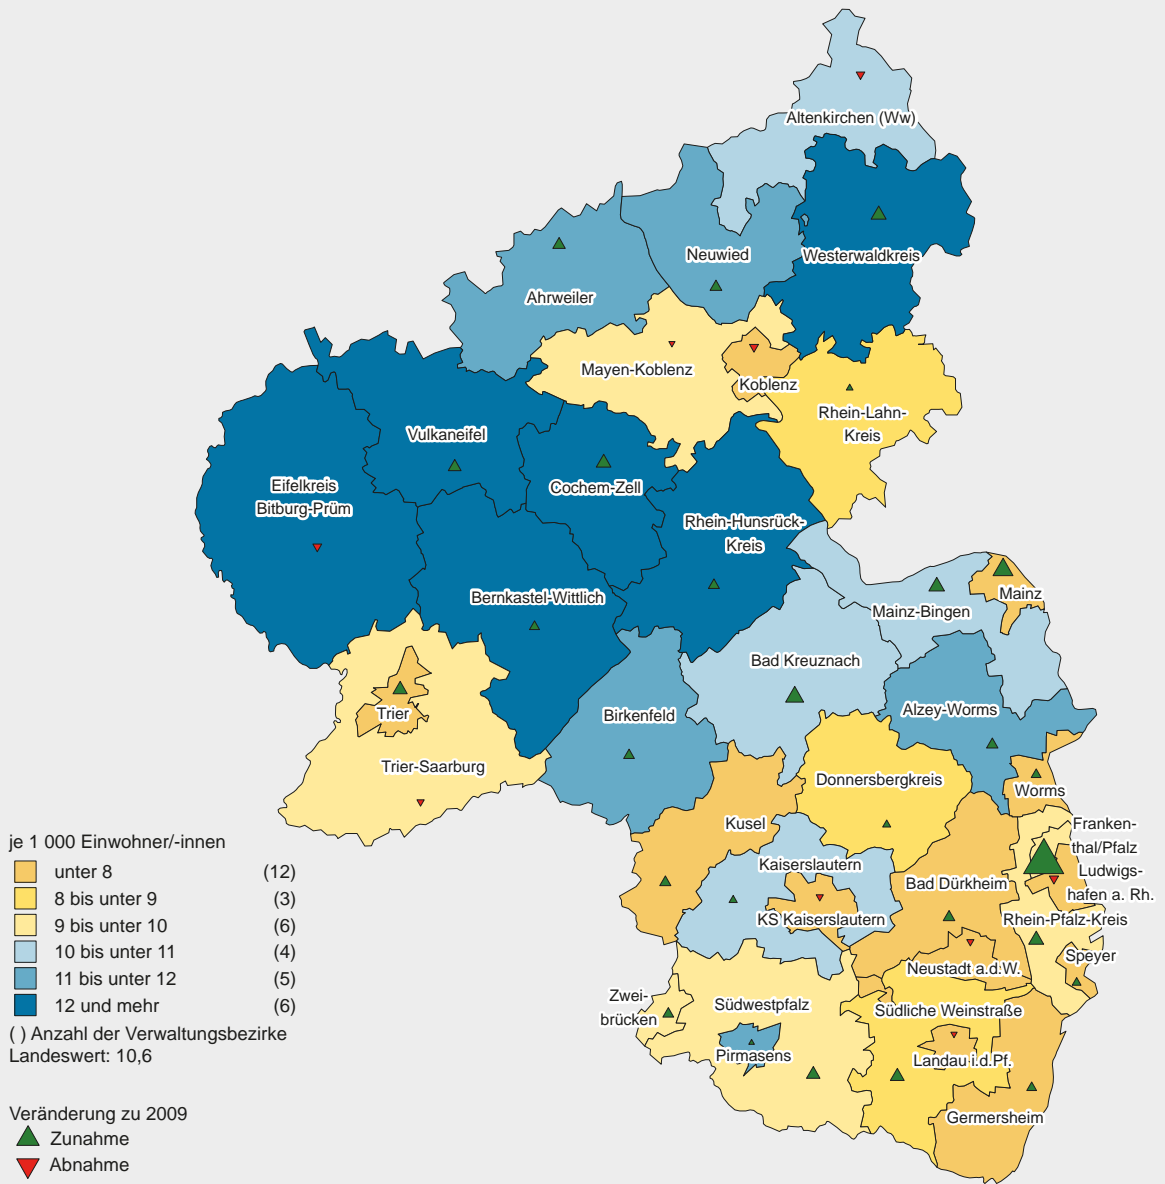 Altenkirchen (Ww)
Neuwied
Westerwaldkreis
Ahrweiler
Mayen-Koblenz
Koblenz
Rhein-Lahn-
Kreis
Vulkaneifel
Eifelkreis
Bitburg-Prüm
Cochem-Zell
Rhein-Hunsrück-
Kreis
Bernkastel-Wittlich
Mainz
Mainz-Bingen
Bad Kreuznach
Trier
Birkenfeld
Alzey-Worms
Trier-Saarburg
Donnersbergkreis
Worms
Kusel
Franken-
thal/Pfalz
Kaiserslautern
Ludwigs-
hafen a. Rh.
Bad Dürkheim
KS Kaiserslautern
Rhein-Pfalz-Kreis
Speyer
Neustadt a.d.W.
Zwei-
brücken
Südwestpfalz
Südliche Weinstraße
Pirmasens
Landau i.d.Pf.
Germersheim
je 1 000 Einwohner/-innen
unter 8 (12)
8 bis unter 9 (3)
9 bis unter 10 (6)
10 bis unter 11 (4)
11 bis unter 12 (5)
12 und mehr (6)
( ) Anzahl der Verwaltungsbezirke
Landeswert: 10,6
Veränderung zu 2009
Zunahme
Abnahme